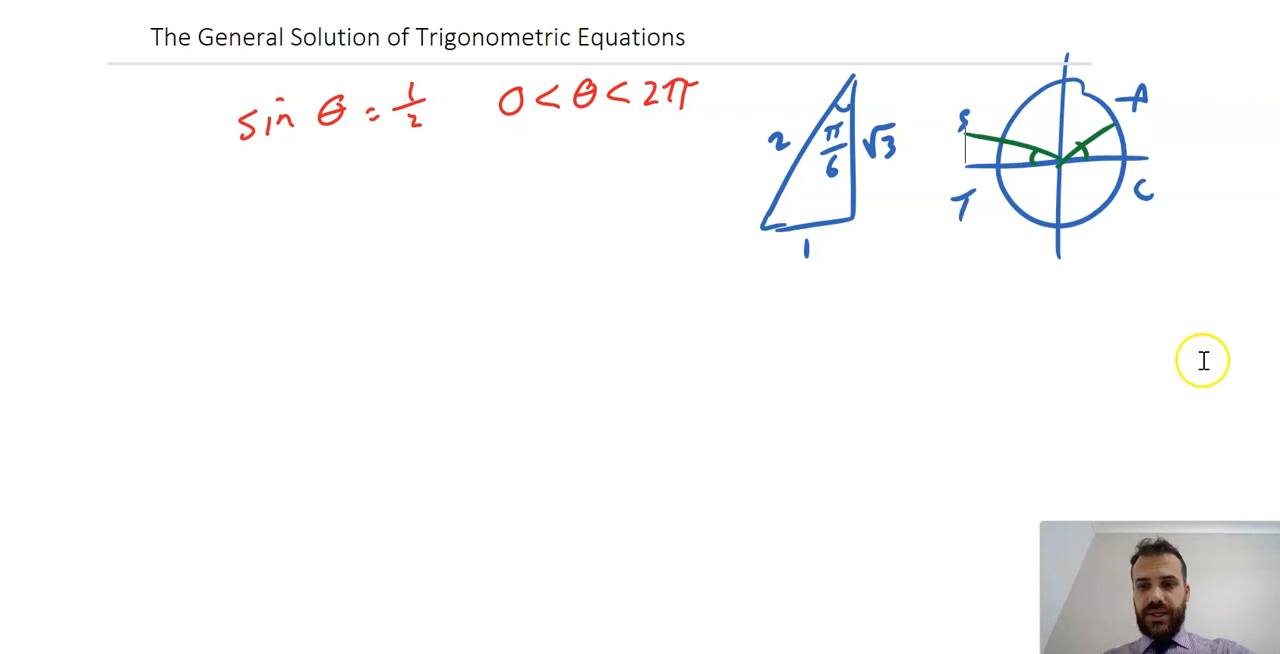 The General Solution of Trigonometric Equations
sin θ = 1/2 0 < θ < 2π
2 π/6 √3
1
S A
T C